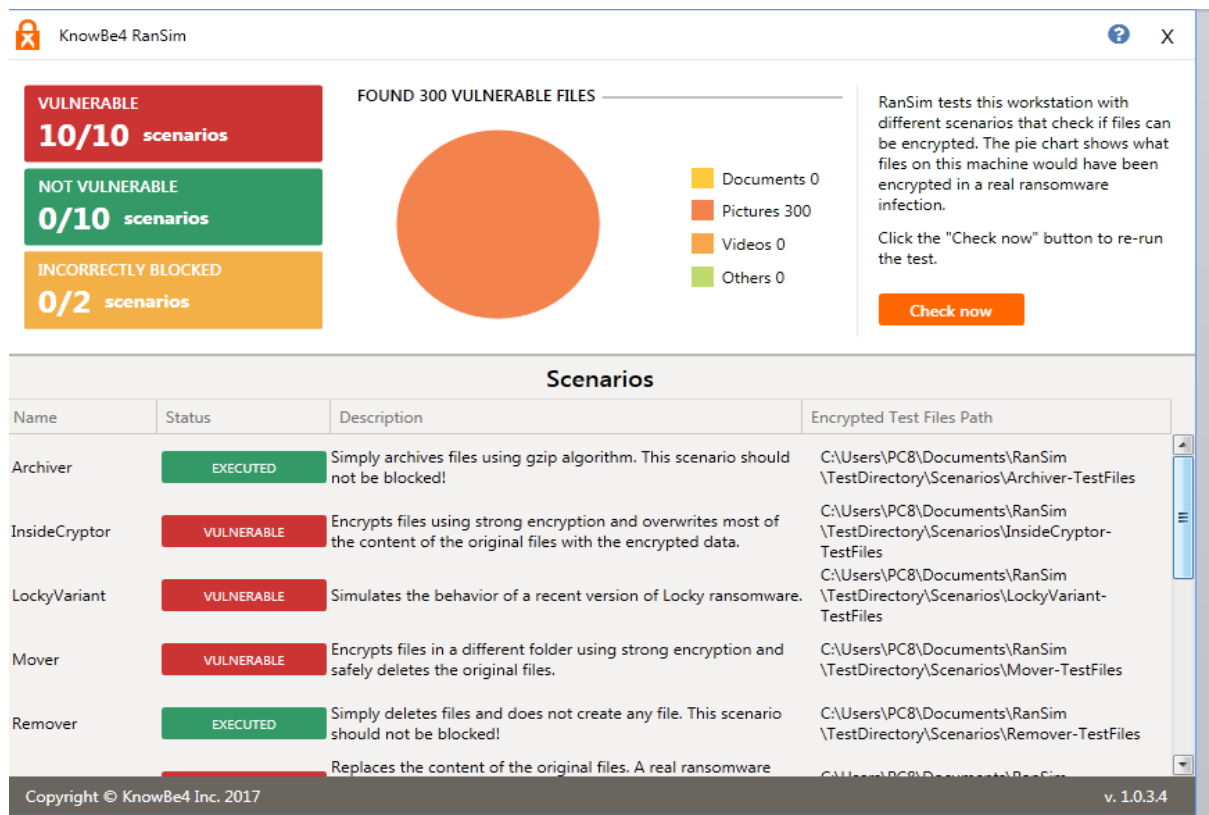 KnowBe4 RanSim
?
X
VULNERABLE
10/10 scenarios
NOT VULNERABLE
0/10 scenarios
INCORRECTLY BLOCKED
0/2 scenarios
FOUND 300 VULNERABLE FILES
Documents 0
Pictures 300
Videos 0
Others 0
RanSim tests this workstation with
different scenarios that check if files can
be encrypted. The pie chart shows what
files on this machine would have been
encrypted in a real ransomware
infection.
Click the "Check now" button to re-run
the test.
Check now
Scenarios
Name Status Description Encrypted Test Files Path
Archiver
EXECUTED
Simply archives files using gzip algorithm. This scenario should
not be blocked!
C:\Users\PC8\Documents\RanSim
\TestDirectory\Scenarios\Archiver-TestFiles
InsideCryptor
VULNERABLE
Encrypts files using strong encryption and overwrites most of
the content of the original files with the encrypted data.
C:\Users\PC8\Documents\RanSim
\TestDirectory\Scenarios\InsideCryptor-
TestFiles
LockyVariant
VULNERABLE
Simulates the behavior of a recent version of Locky ransomware.
C:\Users\PC8\Documents\RanSim
\TestDirectory\Scenarios\LockyVariant-
TestFiles
Mover
VULNERABLE
Encrypts files in a different folder using strong encryption and
safely deletes the original files.
C:\Users\PC8\Documents\RanSim
\TestDirectory\Scenarios\Mover-TestFiles
Remover
EXECUTED
Simply deletes files and does not create any file. This scenario
should not be blocked!
C:\Users\PC8\Documents\RanSim
\TestDirectory\Scenarios\Remover-TestFiles
Replaces the content of the original files. A real ransomware
C:\Users\PC8\Documents\RanSim
Copyright © KnowBe4 Inc. 2017
v. 1.0.3.4